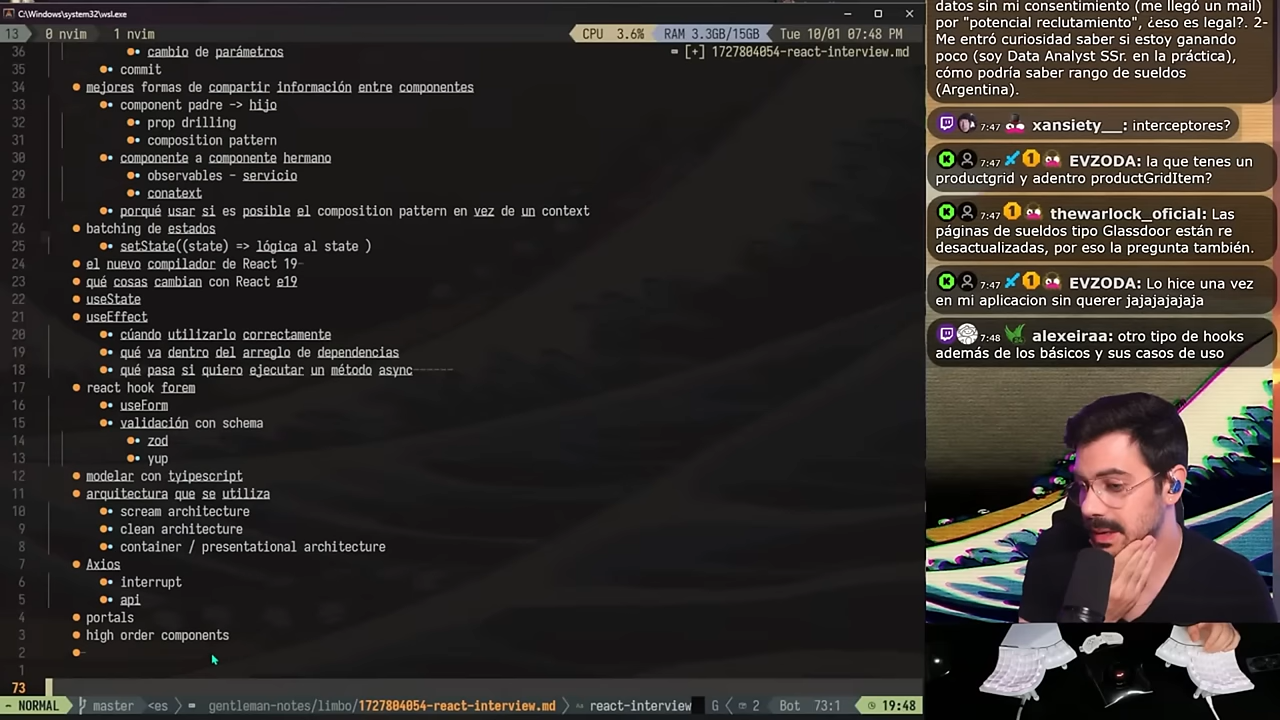 C:\Windows\system32\wsl.exe
13 0 nvim 1 nvim CPU 3.6% RAM 3.3GB/15GB Tue 10/01 07:48 PM
[+] 1727804054-react-interview.md
36 cambio de parámetros
35 commit
34 mejores formas de compartir información entre componentes
33 component padre -> hijo
32 prop drilling
31 composition pattern
30 componente a componente hermano
29 observables - servicio
28 conatext
27 porqué usar si es posible el composition pattern en vez de un context
26 batching de estados
25 setState((state) => lógica al state )
24 el nuevo compilador de React 19
23 qué cosas cambian con React el9
22 useState
21 useEffect
20 cúando utilizarlo correctamente
19 qué va dentro del arreglo de dependencias
18 qué pasa si quiero ejecutar un método async
17 react hook forem
16 useForm
15 validación con schema
14 zod
13 yup
12 modelar con tyipescript
11 arquitectura que se utiliza
10 scream architecture
9 clean architecture
8 container / presentational architecture
7 Axios
6 interrupt
5 api
4 portals
3 high order components
2
1
73
NORMAL master <es gentleman-notes/limbo/1727804054-react-interview.md react-interview G 2 Bot 73:1 19:48
datos sin mi consentimiento (me llegó un mail)
por "potencial reclutamiento", ¿eso es legal?. 2-
Me entró curiosidad saber si estoy ganando
poco (soy Data Analyst SSr. en la práctica),
cómo podría saber rango de sueldos
(Argentina).
7:47 xansiety__: interceptores?
7:47 1 EVZODA: la que tenes un
productgrid y adentro productGridItem?
7:47 1 thewarlock_oficial: Las
páginas de sueldos tipo Glassdoor están re
desactualizadas, por eso la pregunta también.
7:47 1 EVZODA: Lo hice una vez
en mi aplicacion sin querer jajajajajaja
7:48 alexeiraa: otro tipo de hooks
además de los básicos y sus casos de uso